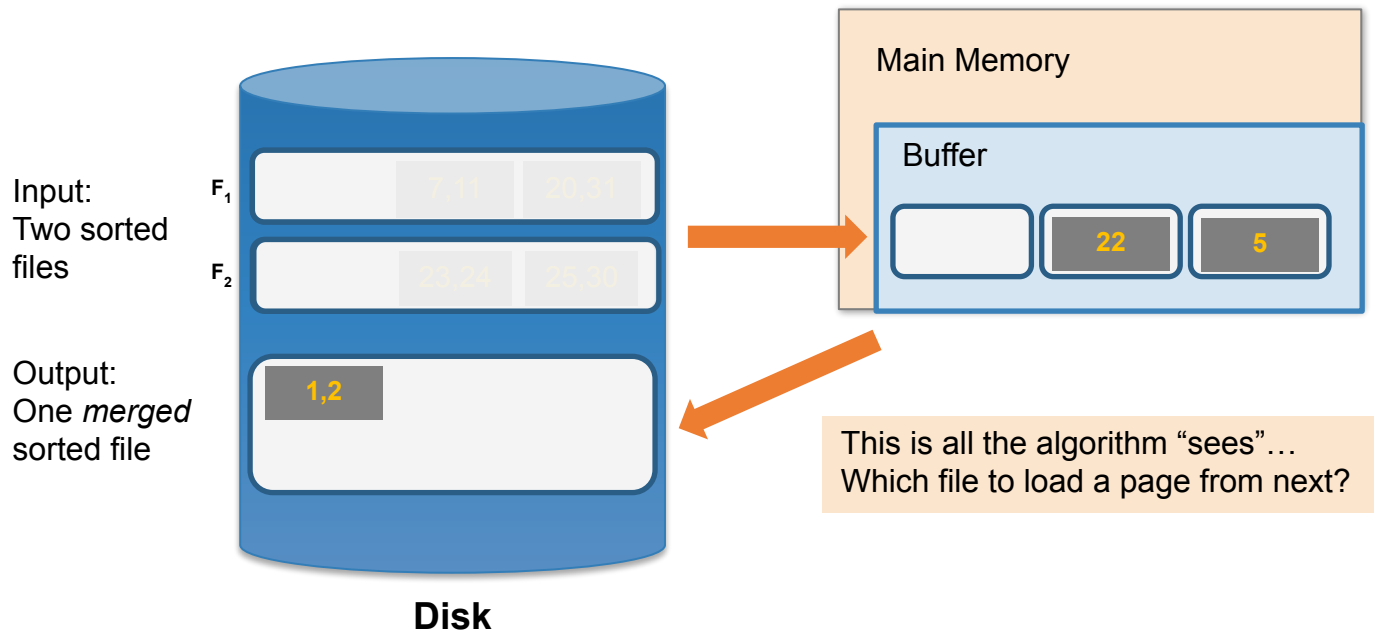 Main Memory
Buffer
22
5
Input:
Two sorted
files
F1
7,11
20,31
F2
23,24
25,30
Output:
One merged
sorted file
1,2
This is all the algorithm “sees”…
Which file to load a page from next?
Disk